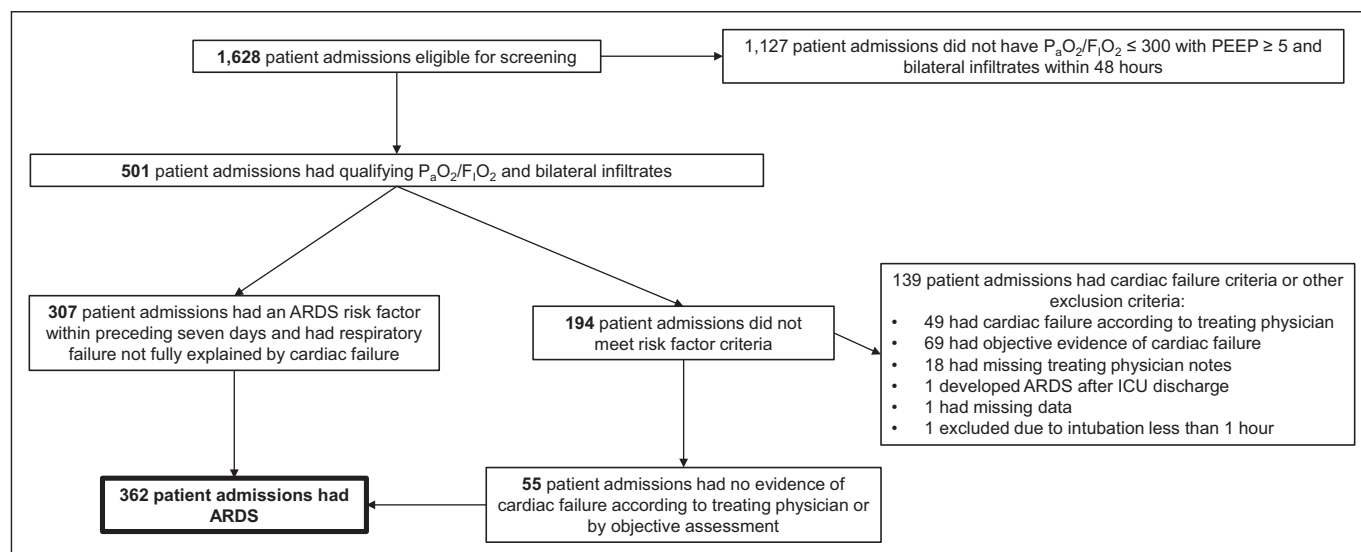 1,628 patient admissions eligible for screening
1,127 patient admissions did not have PaO2/FIO2 ≤ 300 with PEEP ≥ 5 and
bilateral infiltrates within 48 hours
501 patient admissions had qualifying PaO2/FIO2 and bilateral infiltrates
307 patient admissions had an ARDS risk factor
within preceding seven days and had respiratory
failure not fully explained by cardiac failure
194 patient admissions did not
meet risk factor criteria
139 patient admissions had cardiac failure criteria or other
exclusion criteria:
• 49 had cardiac failure according to treating physician
• 69 had objective evidence of cardiac failure
• 18 had missing treating physician notes
• 1 developed ARDS after ICU discharge
• 1 had missing data
• 1 excluded due to intubation less than 1 hour
362 patient admissions had
ARDS
55 patient admissions had no evidence of
cardiac failure according to treating physician or
by objective assessment